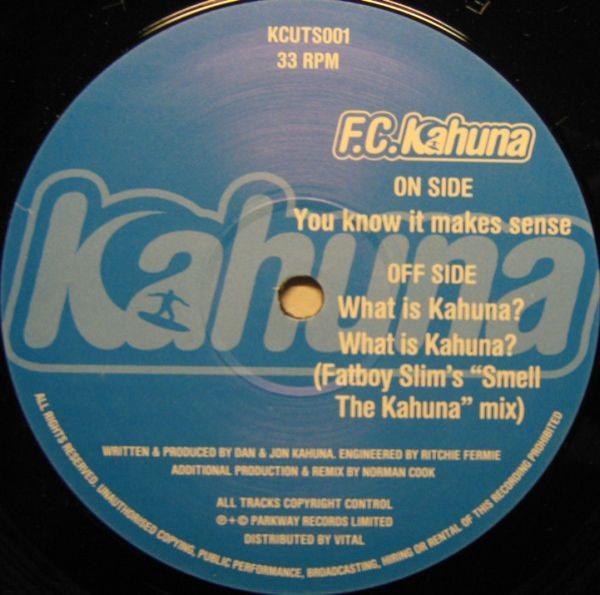 KCUTS001
33 RPM
F.C. Kahuna
ON SIDE
You know it makes sense
Kahuna
OFF SIDE
What is Kahuna?
What is Kahuna?
(Fatboy Slim's "Smell
The Kahuna" mix)
WRITTEN & PRODUCED BY DAN & JON KAHUNA. ENGINEERED BY RITCHIE FERMIE
ADDITIONAL PRODUCTION & REMIX BY NORMAN COOK
ALL TRACKS COPYRIGHT CONTROL
℗+© PARKWAY RECORDS LIMITED
DISTRIBUTED BY VITAL
ALL RIGHTS RESERVED. UNAUTHORISED COPYING, PUBLIC PERFORMANCE, BROADCASTING, HIRING OR RENTAL OF THIS RECORDING PROHIBITED